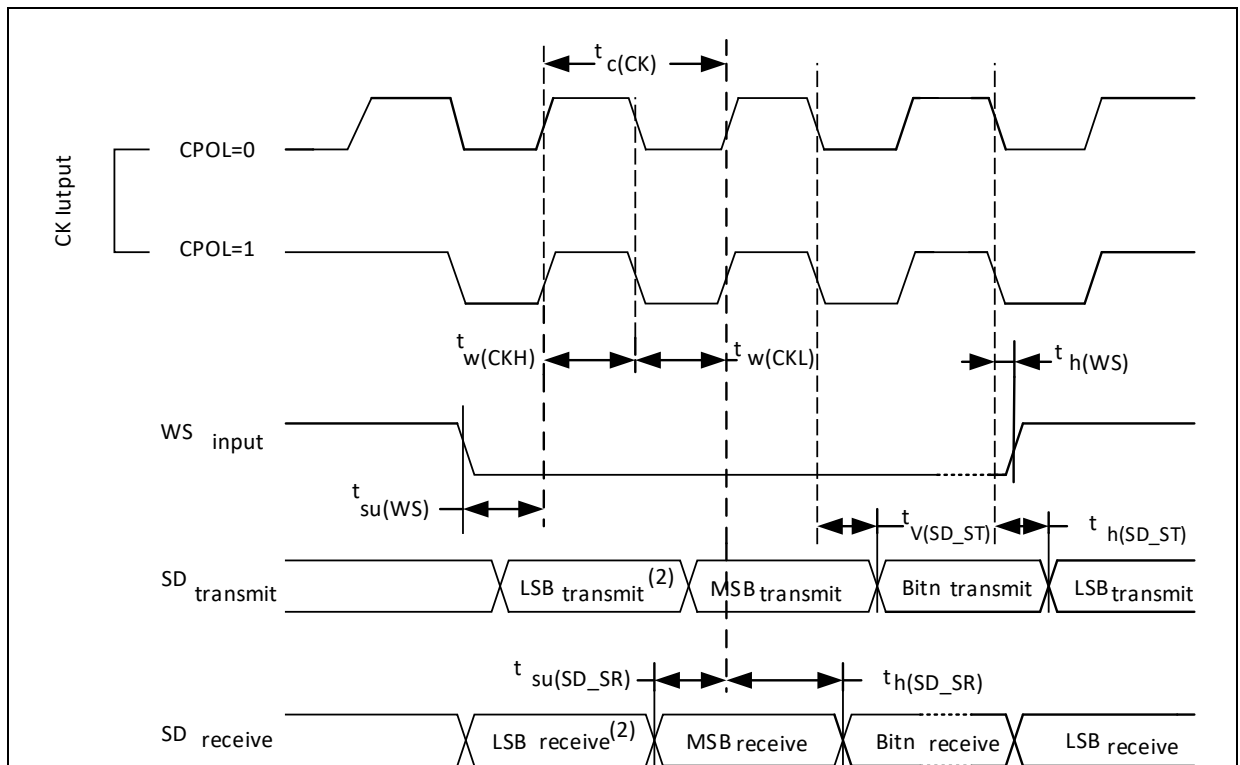 t c(CK)
CK Iutput
CPOL=0
CPOL=1
t w(CKH)
t w(CKL)
t h(WS)
WS input
t su(WS)
t V(SD_ST)
t h(SD_ST)
SD transmit
LSB transmit(2)
MSB transmit
Bitn transmit
LSB transmit
t su(SD_SR)
t h(SD_SR)
SD receive
LSB receive(2)
MSB receive
Bitn receive
LSB receive